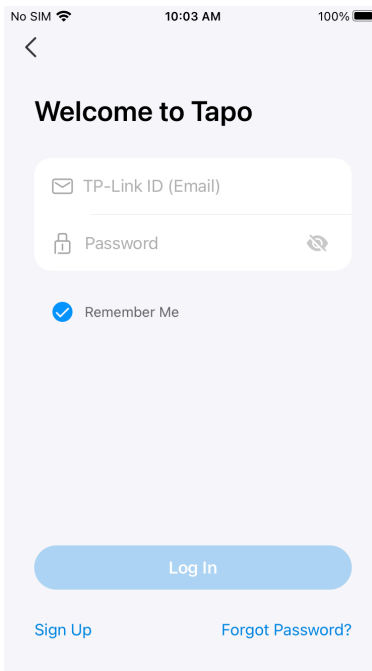 No SIM 10:03 AM 100%
Welcome to Tapo
TP-Link ID (Email)
Password
Remember Me
Log In
Sign Up Forgot Password?